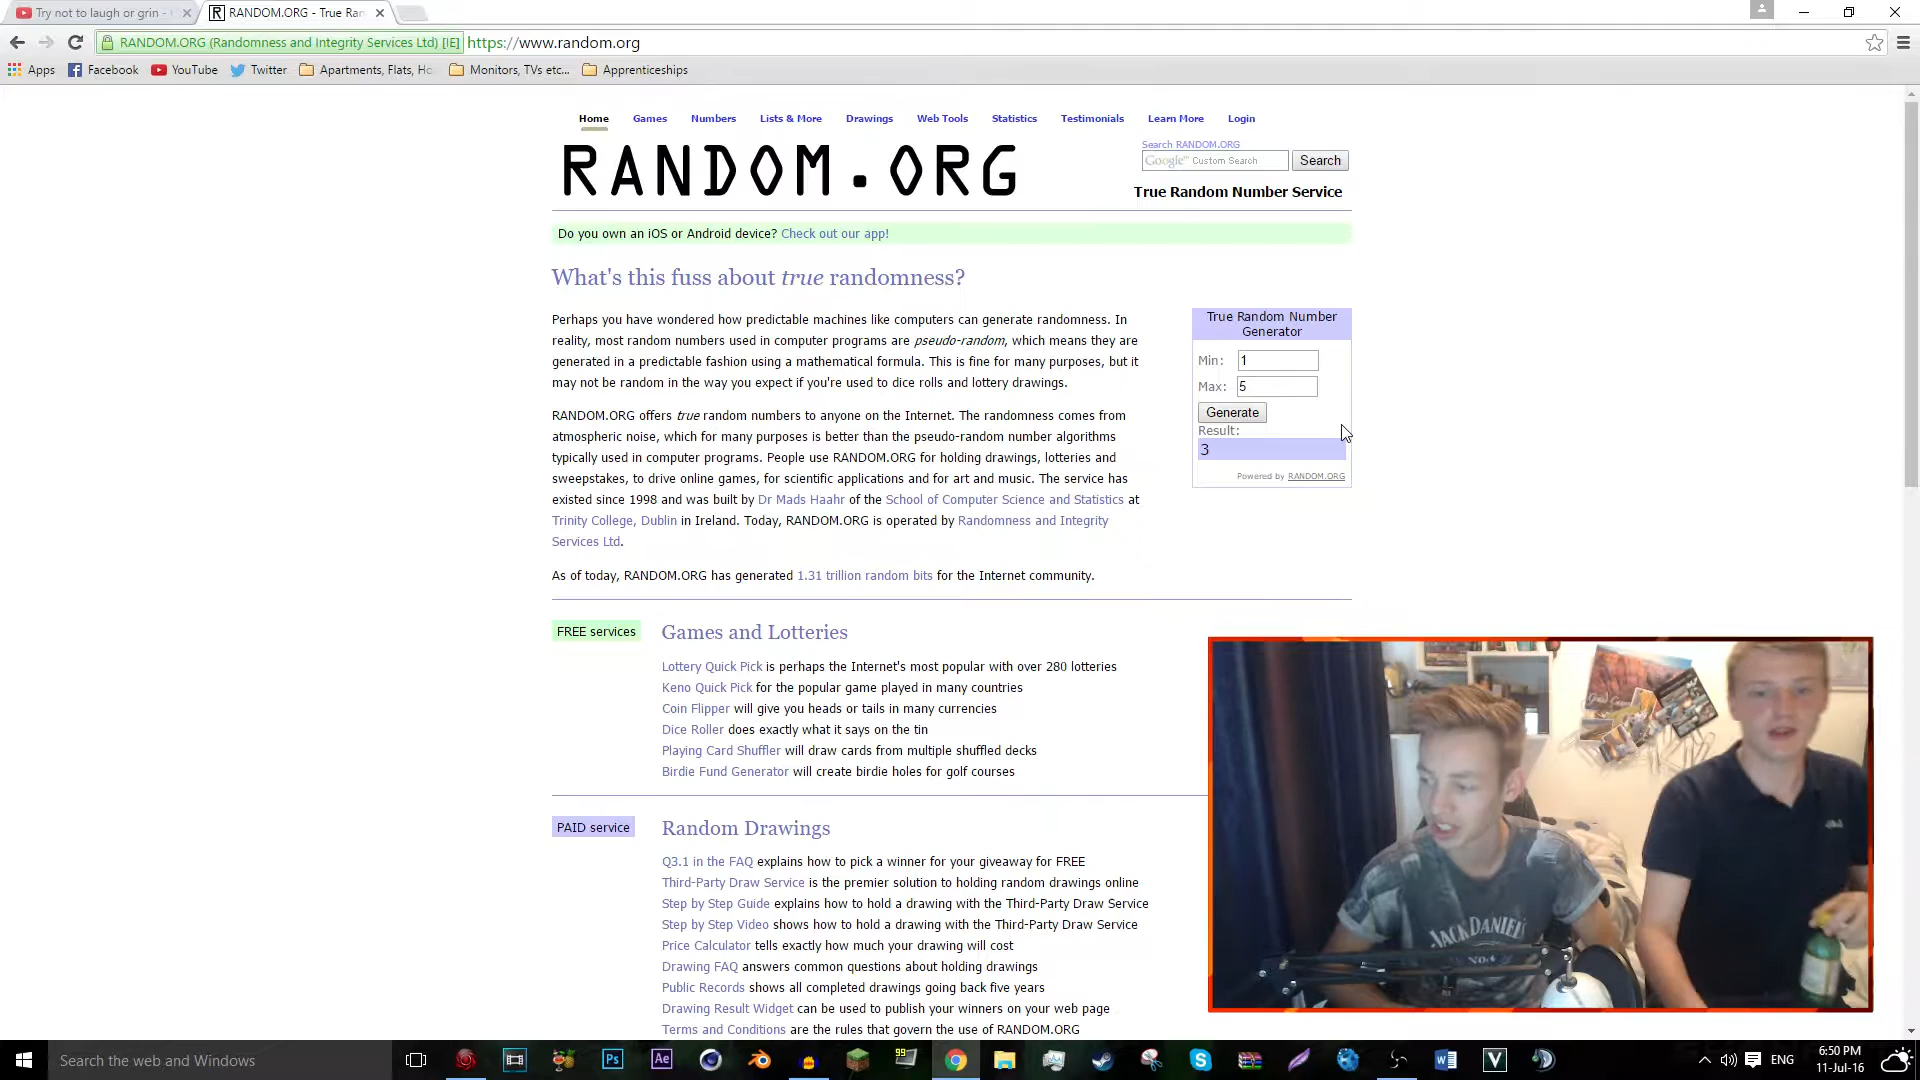 Try not to laugh or grin -
RANDOM.ORG - True Ran
RANDOM.ORG (Randomness and Integrity Services Ltd) [IE] https://www.random.org
Apps Facebook YouTube Twitter Apartments, Flats, Ho Monitors, TVs etc... Apprenticeships
Home Games Numbers Lists & More Drawings Web Tools Statistics Testimonials Learn More Login
RANDOM.ORG
Search RANDOM.ORG
Google™ Custom Search Search
True Random Number Service
Do you own an iOS or Android device? Check out our app!
What's this fuss about true randomness?
Perhaps you have wondered how predictable machines like computers can generate randomness. In
reality, most random numbers used in computer programs are pseudo-random, which means they are
generated in a predictable fashion using a mathematical formula. This is fine for many purposes, but it
may not be random in the way you expect if you're used to dice rolls and lottery drawings.
RANDOM.ORG offers true random numbers to anyone on the Internet. The randomness comes from
atmospheric noise, which for many purposes is better than the pseudo-random number algorithms
typically used in computer programs. People use RANDOM.ORG for holding drawings, lotteries and
sweepstakes, to drive online games, for scientific applications and for art and music. The service has
existed since 1998 and was built by Dr Mads Haahr of the School of Computer Science and Statistics at
Trinity College, Dublin in Ireland. Today, RANDOM.ORG is operated by Randomness and Integrity
Services Ltd.
As of today, RANDOM.ORG has generated 1.31 trillion random bits for the Internet community.
True Random Number
Generator
Min: 1
Max: 5
Generate
Result:
3
Powered by RANDOM.ORG
FREE services
Games and Lotteries
Lottery Quick Pick is perhaps the Internet's most popular with over 280 lotteries
Keno Quick Pick for the popular game played in many countries
Coin Flipper will give you heads or tails in many currencies
Dice Roller does exactly what it says on the tin
Playing Card Shuffler will draw cards from multiple shuffled decks
Birdie Fund Generator will create birdie holes for golf courses
PAID service
Random Drawings
Q3.1 in the FAQ explains how to pick a winner for your giveaway for FREE
Third-Party Draw Service is the premier solution to holding random drawings online
Step by Step Guide explains how to hold a drawing with the Third-Party Draw Service
Step by Step Video shows how to hold a drawing with the Third-Party Draw Service
Price Calculator tells exactly how much your drawing will cost
Drawing FAQ answers common questions about holding drawings
Public Records shows all completed drawings going back five years
Drawing Result Widget can be used to publish your winners on your web page
Terms and Conditions are the rules that govern the use of RANDOM.ORG
JACK DANIEL'S
No.
Search the web and Windows
Ps
Ae
99
ENG
6:50 PM
11-Jul-16